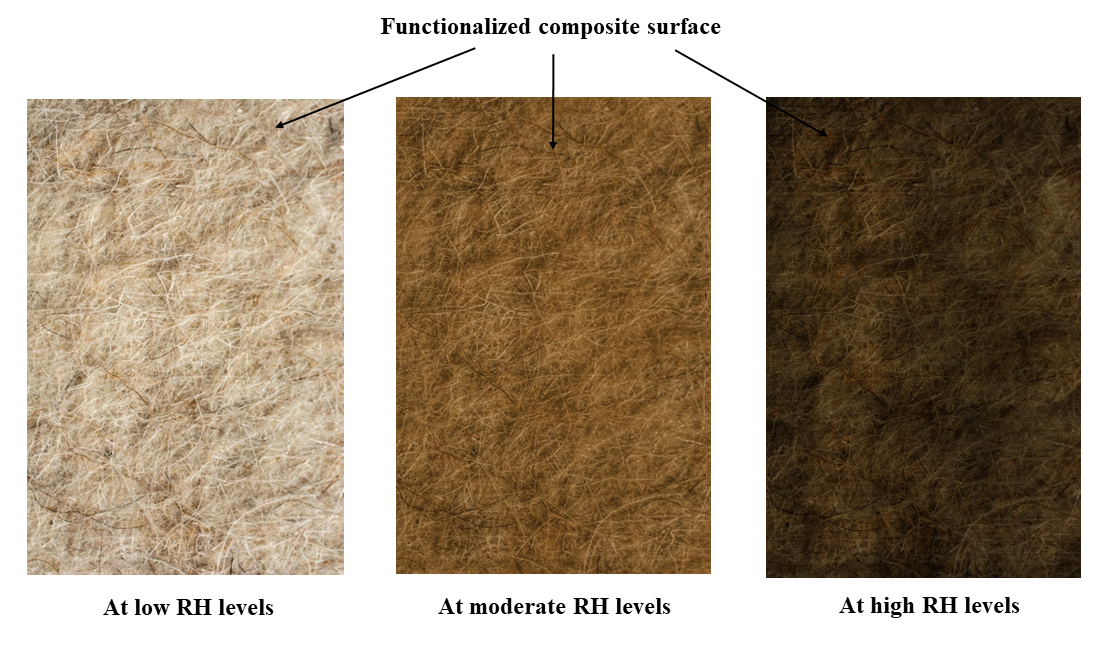 Functionalized composite surface
At low RH levels
At moderate RH levels
At high RH levels